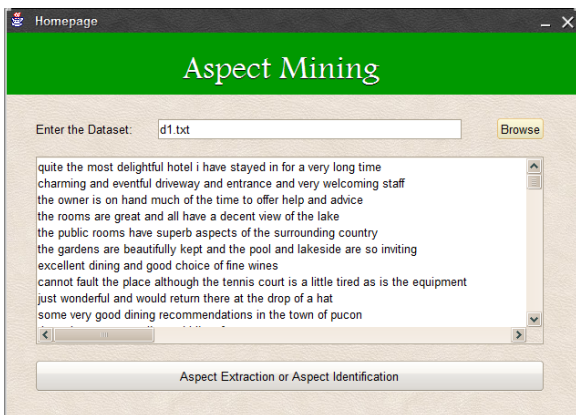 Homepage
Aspect Mining
Enter the Dataset: d1.txt Browse
quite the most delightful hotel i have stayed in for a very long time
charming and eventful driveway and entrance and very welcoming staff
the owner is on hand much of the time to offer help and advice
the rooms are great and all have a decent view of the lake
the public rooms have superb aspects of the surrounding country
the gardens are beautifully kept and the pool and lakeside are so inviting
excellent dining and good choice of fine wines
cannot fault the place although the tennis court is a little tired as is the equipment
just wonderful and would return there at the drop of a hat
some very good dining recommendations in the town of pucon
Aspect Extraction or Aspect Identification